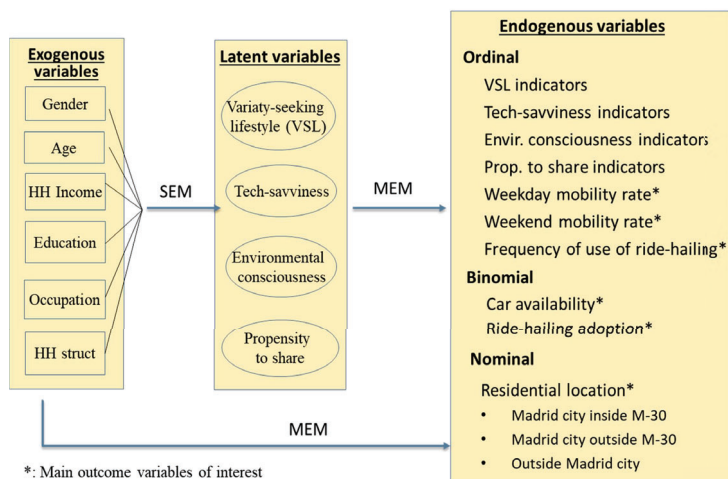 Exogenous
variables
Gender
Age
HH Income
Education
Occupation
HH struct
SEM
Latent variables
Variaty-seeking
lifestyle (VSL)
Tech-savviness
Environmental
consciousness
Propensity
to share
MEM
Endogenous variables
Ordinal
VSL indicators
Tech-savviness indicators
Envir. consciousness indicators
Prop. to share indicators
Weekday mobility rate*
Weekend mobility rate*
Frequency of use of ride-hailing*
Binomial
Car availability*
Ride-hailing adoption*
Nominal
Residential location*
• Madrid city inside M-30
• Madrid city outside M-30
• Outside Madrid city
MEM
*: Main outcome variables of interest